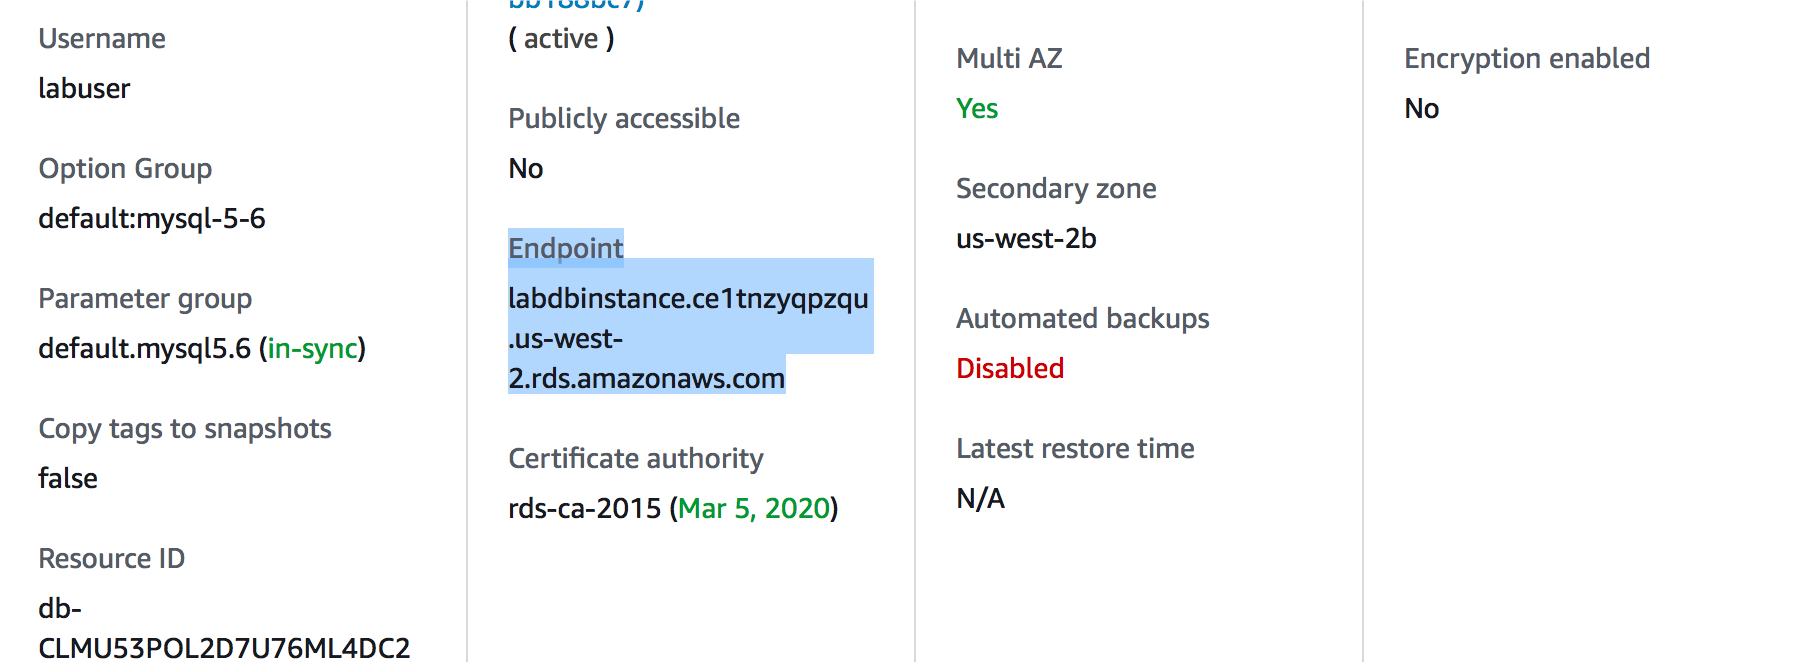 Username
labuser
Option Group
default:mysql-5-6
Parameter group
default.mysql5.6 (in-sync)
Copy tags to snapshots
false
Resource ID
db-
CLMU53POL2D7U76ML4DC2
bb188bc7)
( active )
Publicly accessible
No
Endpoint
labdbinstance.ce1tnzyqpzqu
.us-west-
2.rds.amazonaws.com
Certificate authority
rds-ca-2015 (Mar 5, 2020)
Multi AZ
Yes
Secondary zone
us-west-2b
Automated backups
Disabled
Latest restore time
N/A
Encryption enabled
No